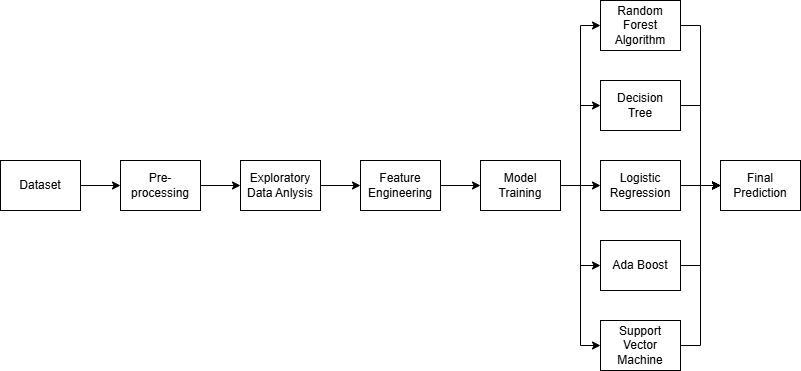 Dataset
Pre-
processing
Exploratory
Data Anlysis
Feature
Engineering
Model
Training
Random
Forest
Algorithm
Decision
Tree
Logistic
Regression
Ada Boost
Support
Vector
Machine
Final
Prediction